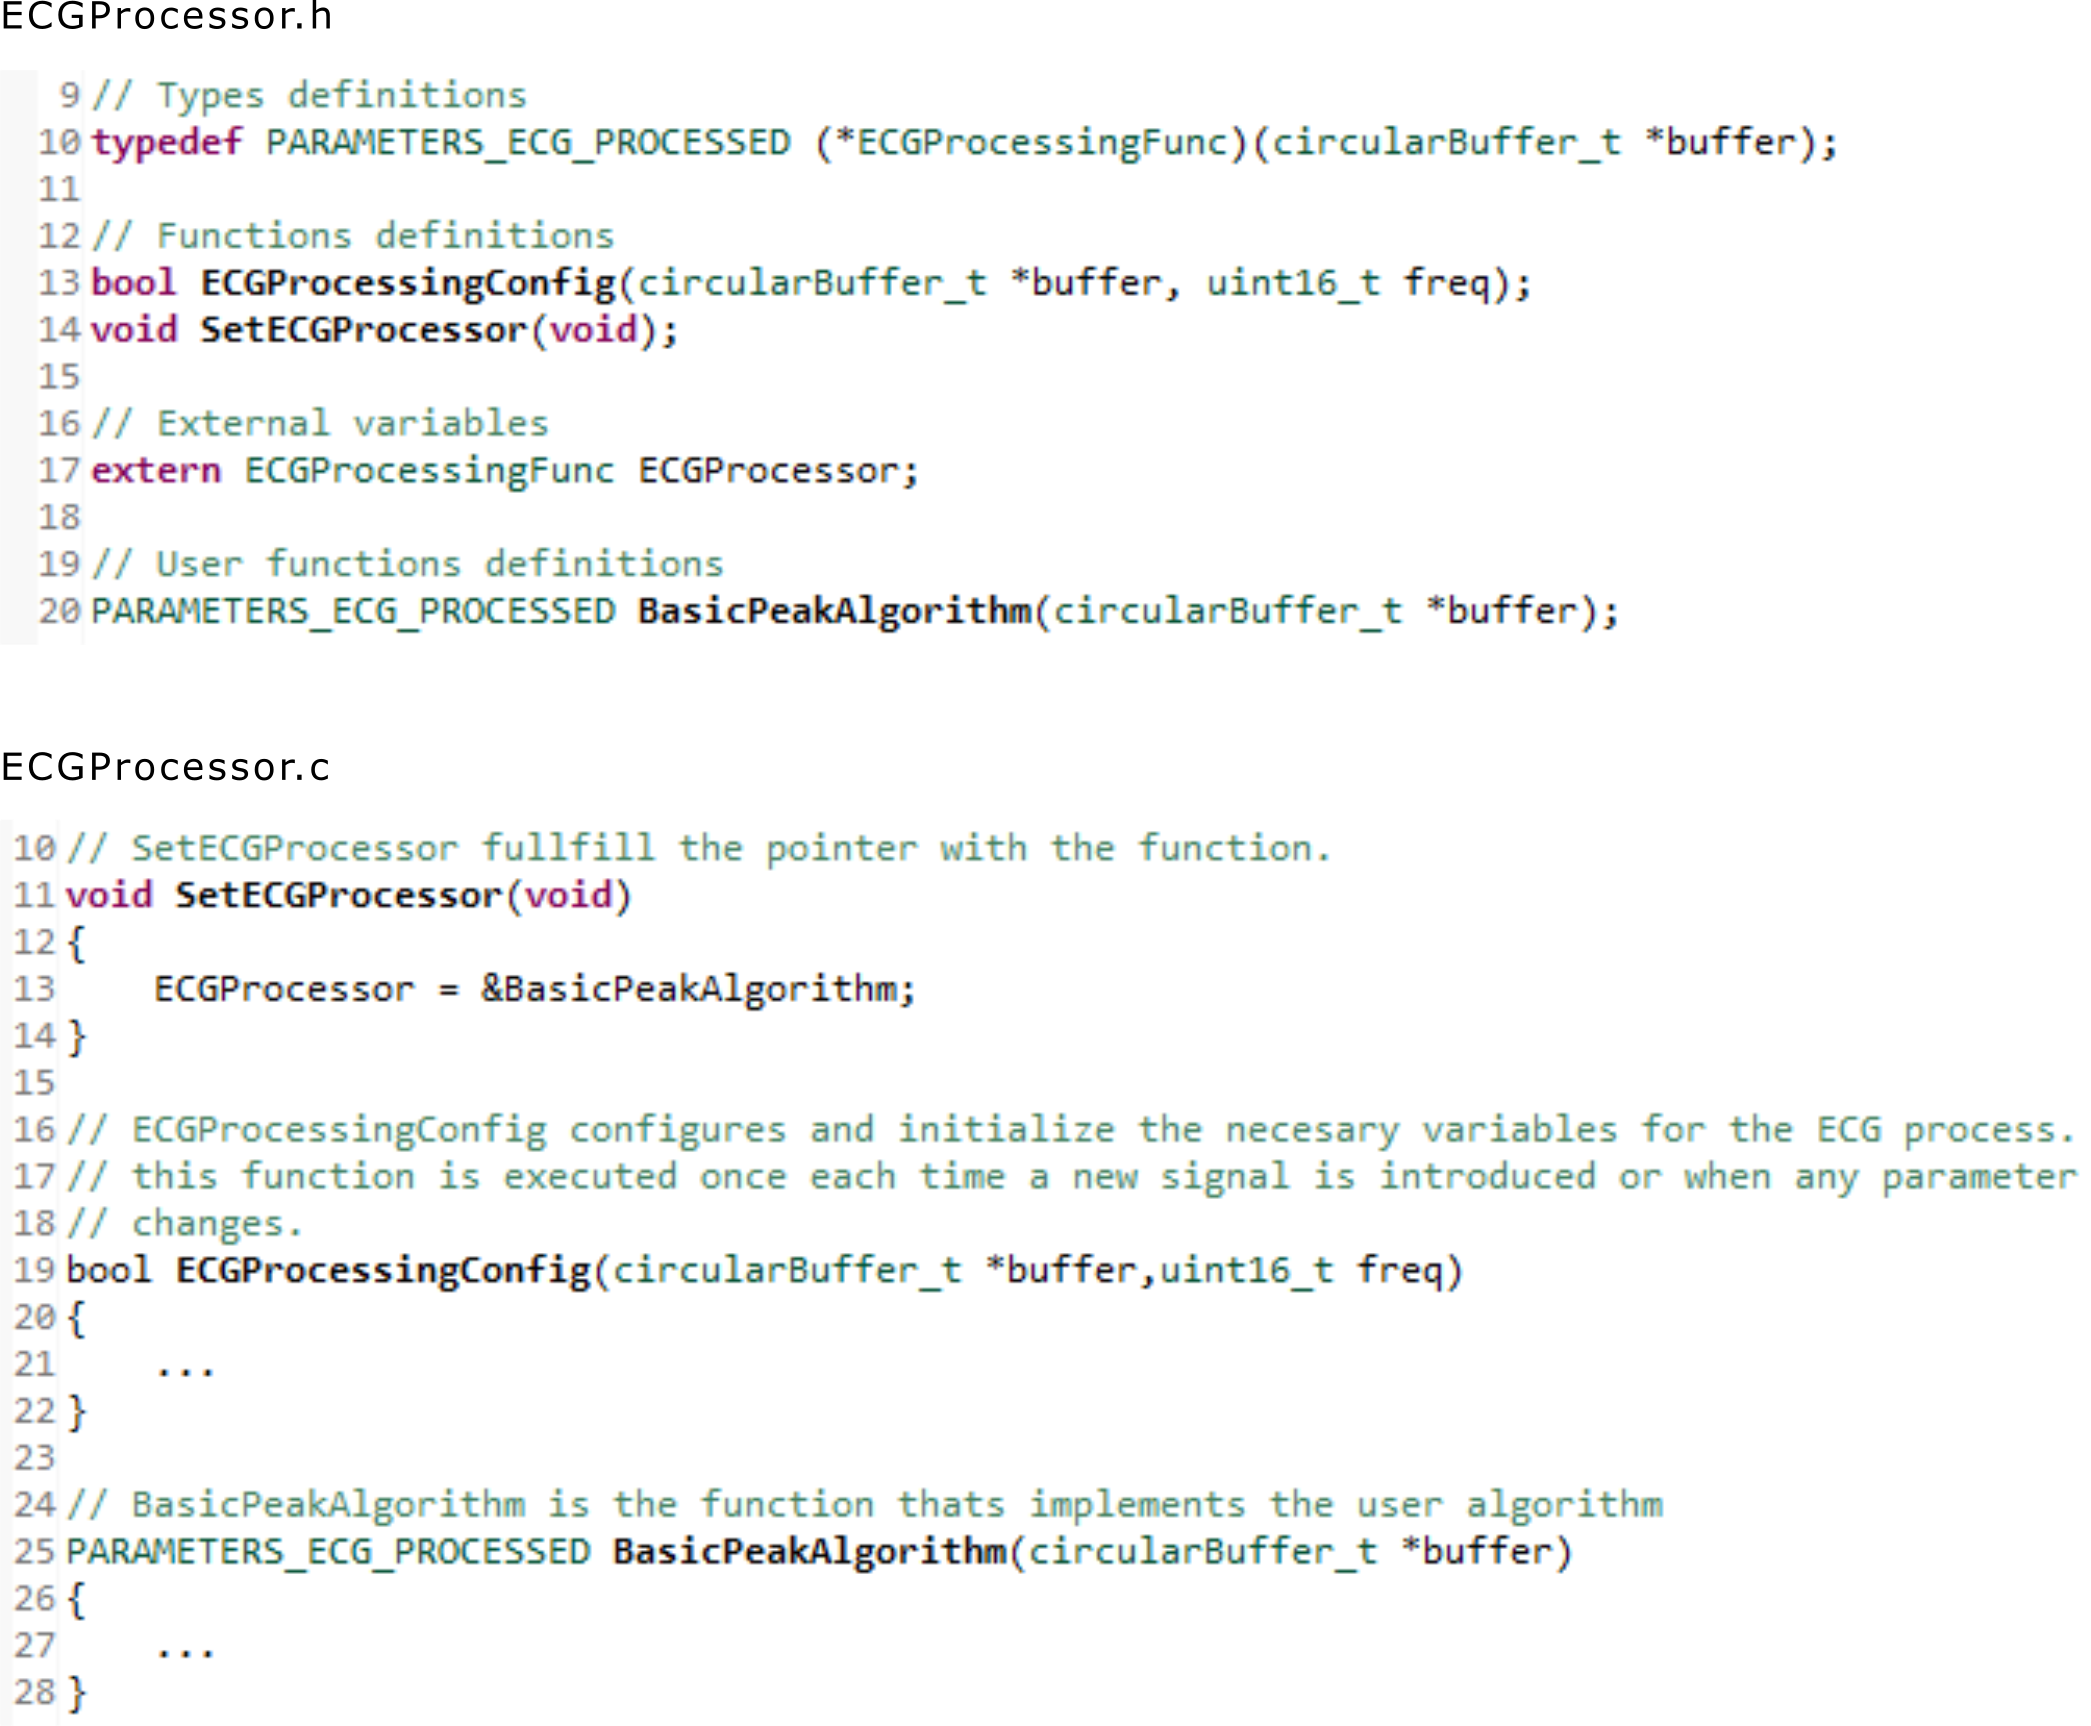 ECGProcessor.h
9 // Types definitions
10 typedef PARAMETERS_ECG_PROCESSED (*ECGProcessingFunc)(circularBuffer_t *buffer);
11
12 // Functions definitions
13 bool ECGProcessingConfig(circularBuffer_t *buffer, uint16_t freq);
14 void SetECGProcessor(void);
15
16 // External variables
17 extern ECGProcessingFunc ECGProcessor;
18
19 // User functions definitions
20 PARAMETERS_ECG_PROCESSED BasicPeakAlgorithm(circularBuffer_t *buffer);
ECGProcessor.c
10 // SetECGProcessor fullfill the pointer with the function.
11 void SetECGProcessor(void)
12 {
13     ECGProcessor = &BasicPeakAlgorithm;
14 }
15
16 // ECGProcessingConfig configures and initialize the necesary variables for the ECG process.
17 // this function is executed once each time a new signal is introduced or when any parameter
18 // changes.
19 bool ECGProcessingConfig(circularBuffer_t *buffer,uint16_t freq)
20 {
21     ...
22 }
23
24 // BasicPeakAlgorithm is the function thats implements the user algorithm
25 PARAMETERS_ECG_PROCESSED BasicPeakAlgorithm(circularBuffer_t *buffer)
26 {
27     ...
28 }